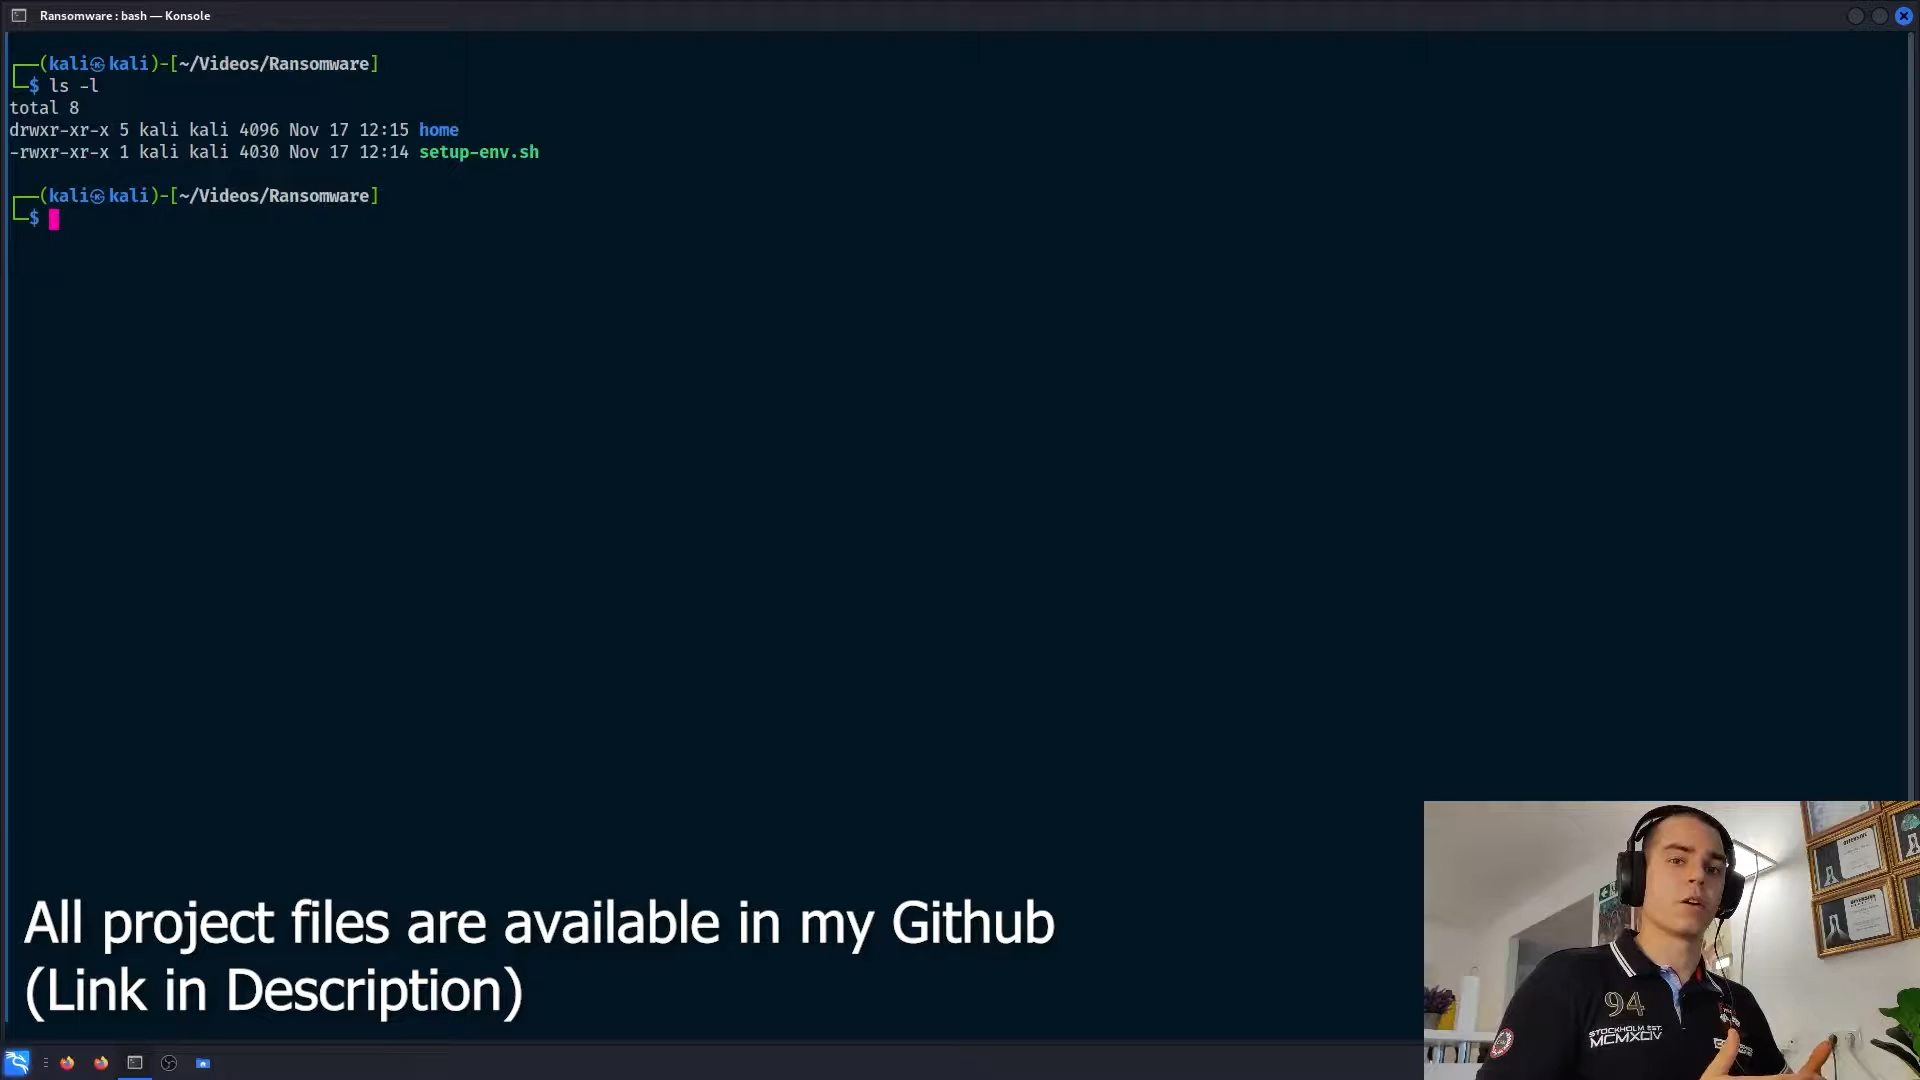 Ransomware : bash — Konsole
┌──(kali㉿kali)-[~/Videos/Ransomware]
└─$ ls -l
total 8
drwxr-xr-x 5 kali kali 4096 Nov 17 12:15 home
-rwxr-xr-x 1 kali kali 4030 Nov 17 12:14 setup-env.sh
┌──(kali㉿kali)-[~/Videos/Ransomware]
└─$
All project files are available in my Github
(Link in Description)
94
STOCKHOLM EST.
MCMXCIV